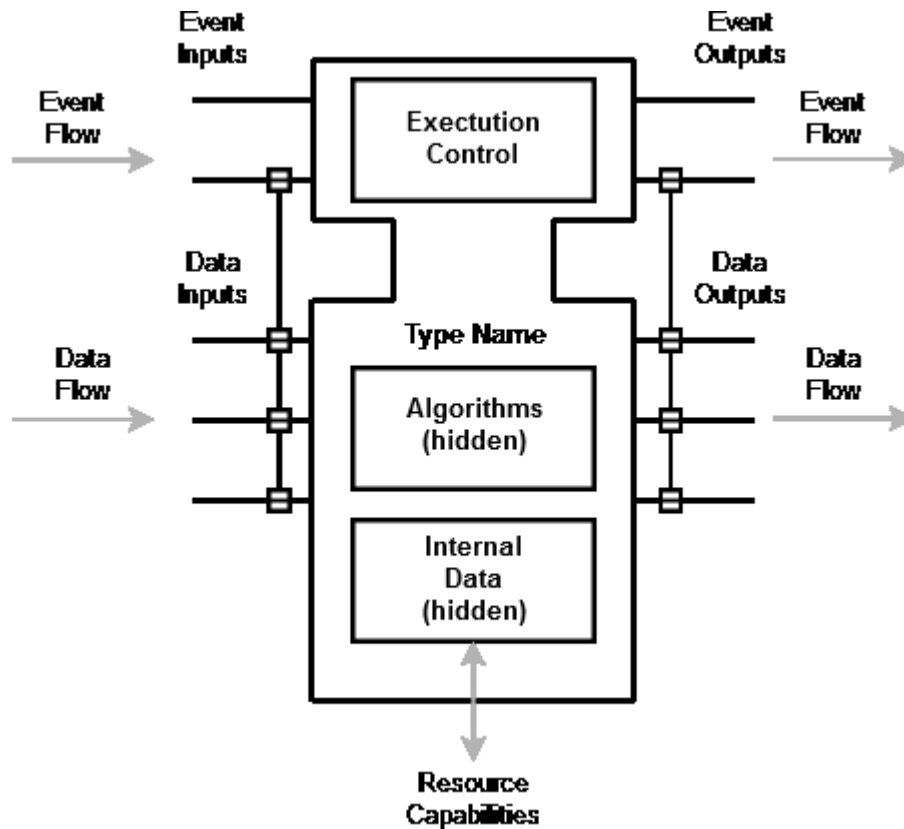 Event
Inputs
Event
Outputs
Event
Flow
Exectution
Control
Event
Flow
Data
Inputs
Data
Outputs
Type Name
Data
Flow
Algorithms
(hidden)
Data
Flow
Internal
Data
(hidden)
Resource
Capabilities